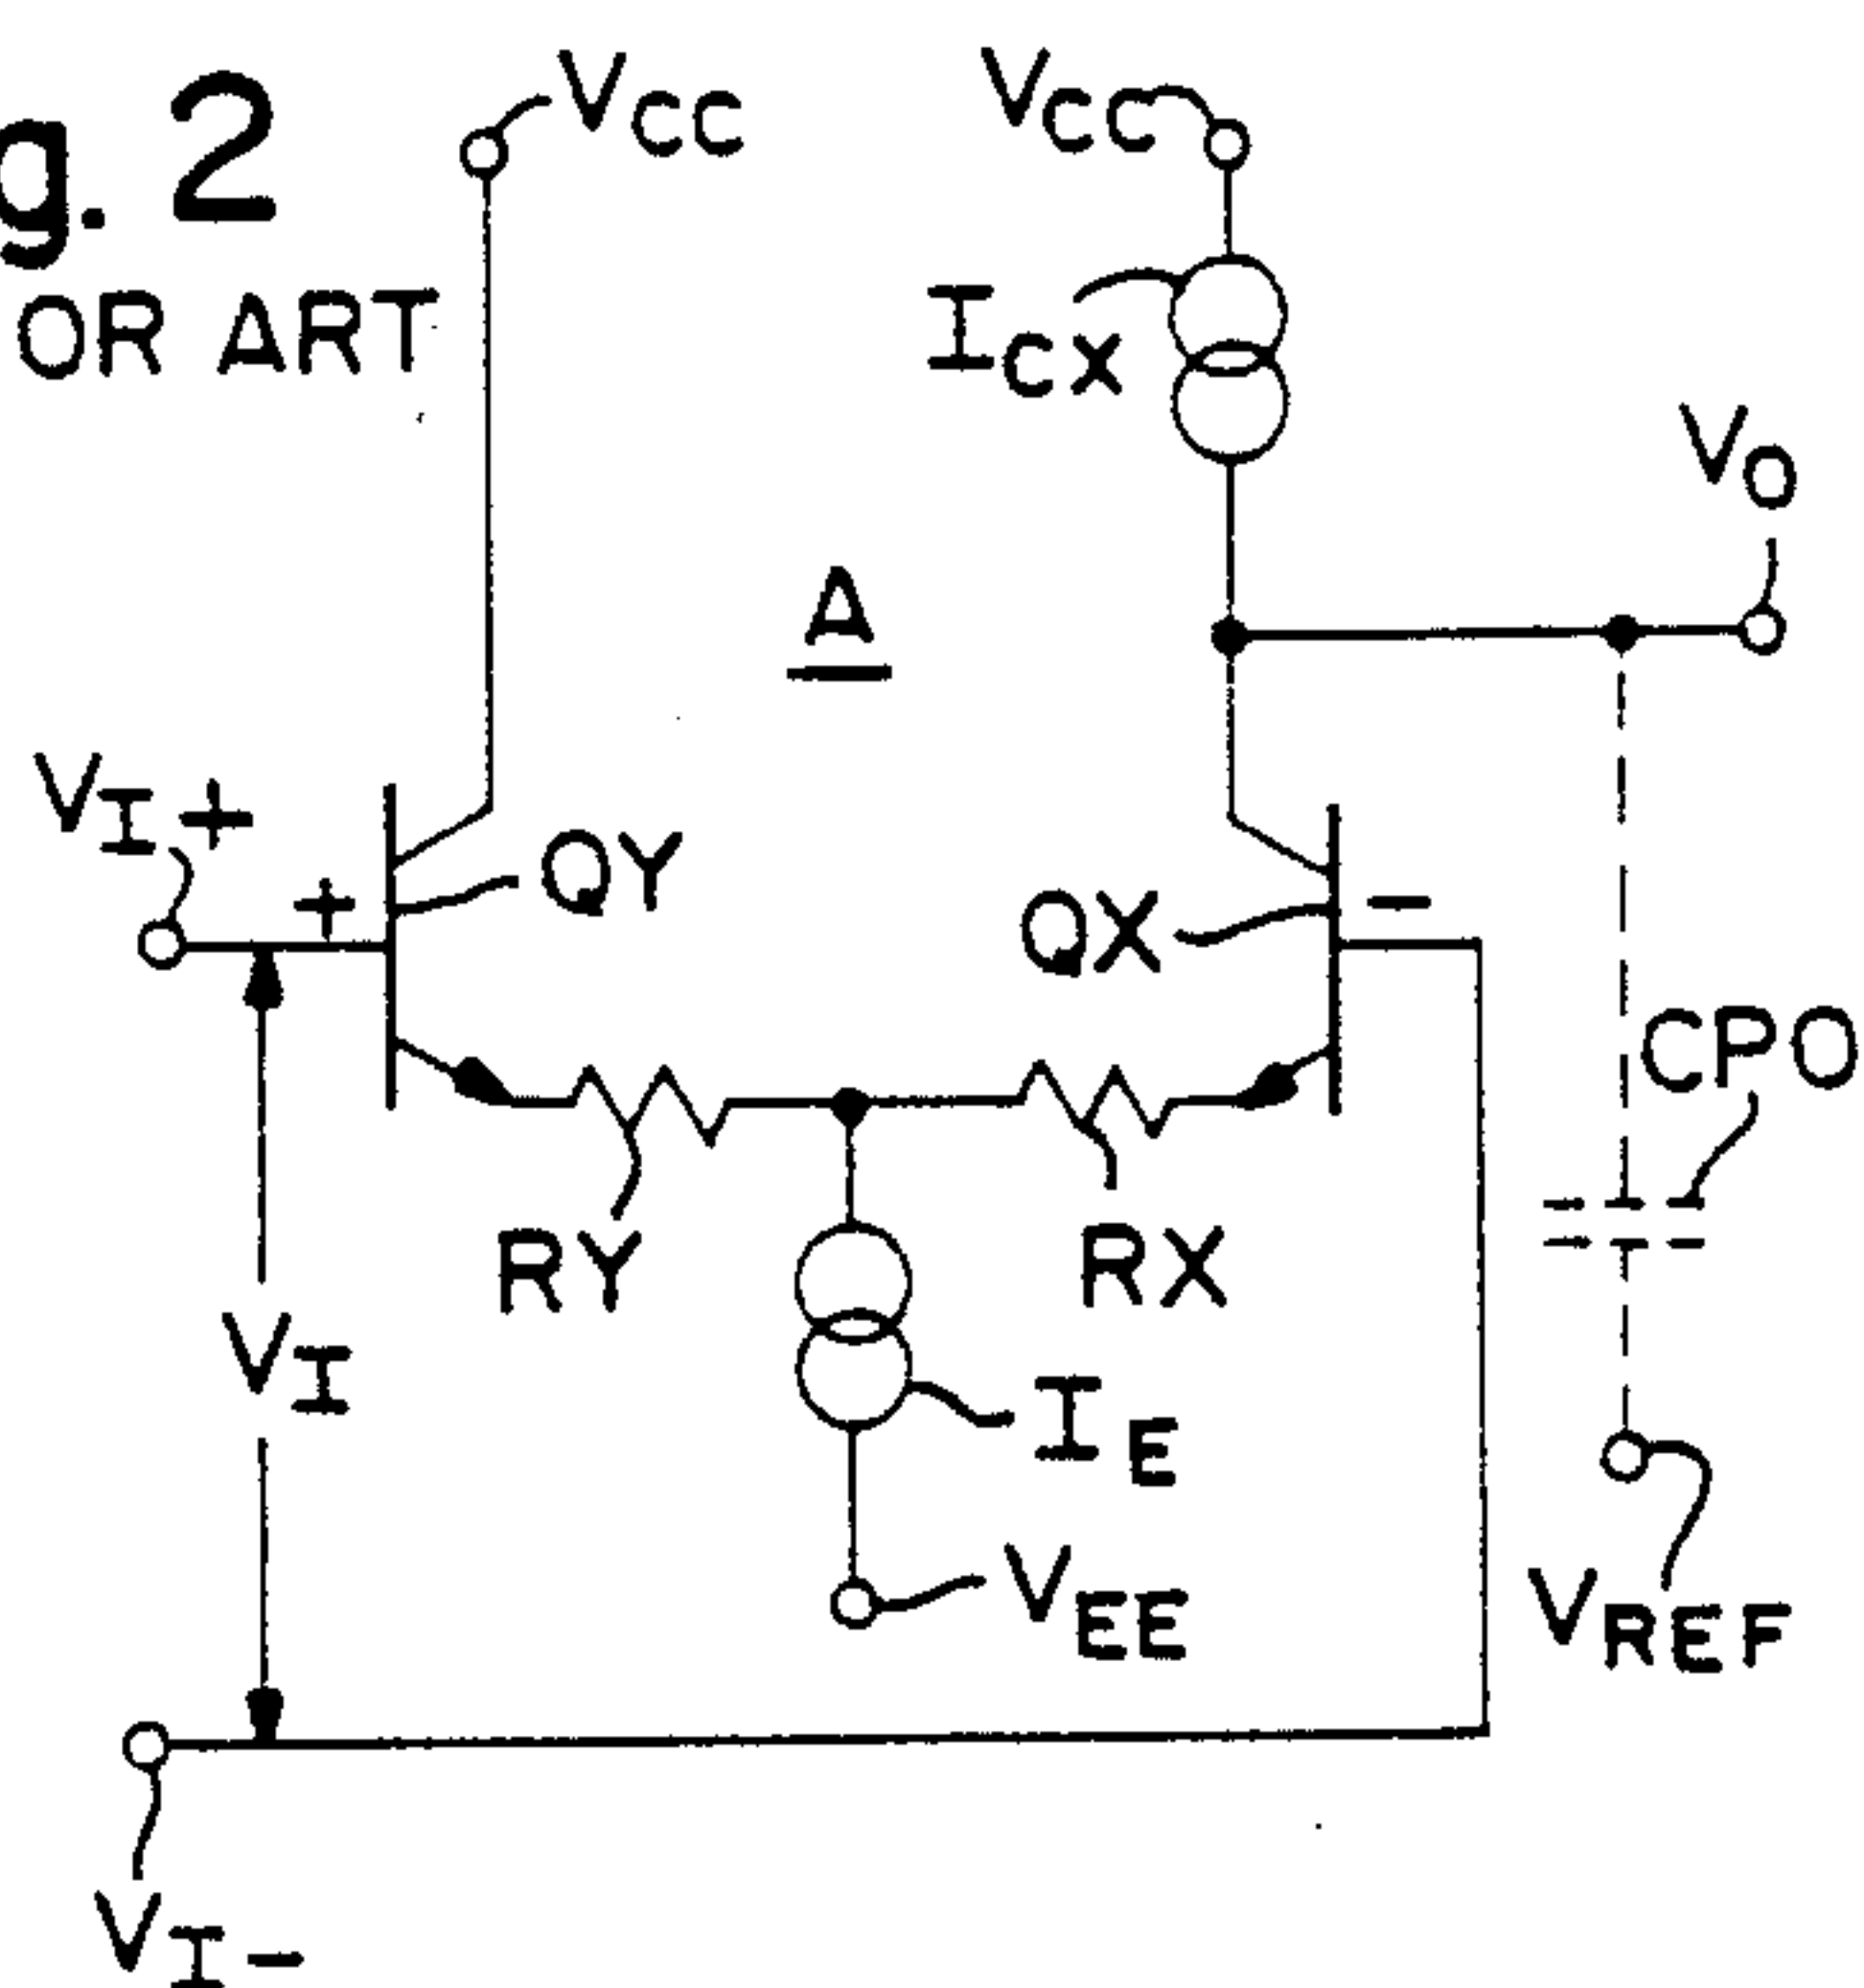 g. 2
OR ART
VCC
VCC
ICX
VO
A
VI+
+
QY
QX
-
CPO
RY
RX
VI
IE
VEE
VREF
VI-